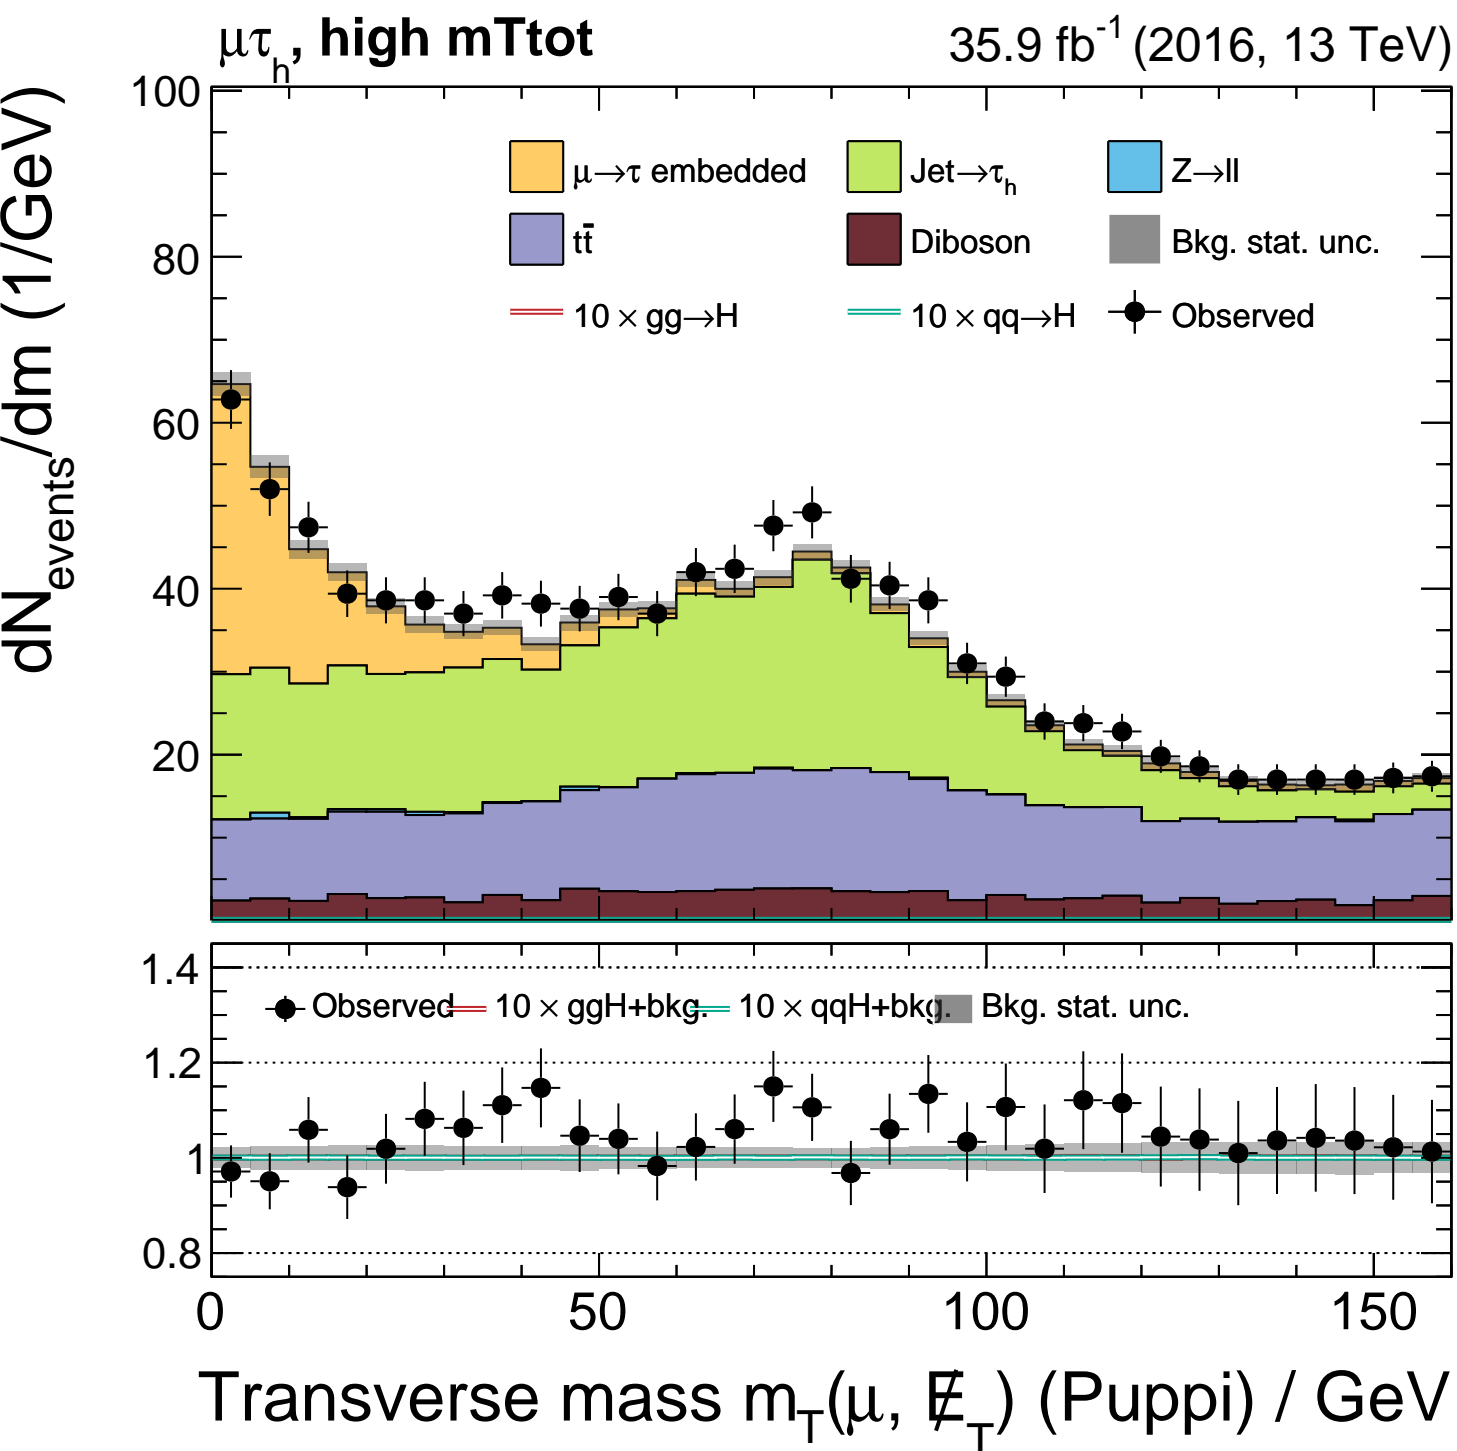 μτh, high mTtot
35.9 fb-1 (2016, 13 TeV)
dNevents/dm (1/GeV)
100
80
60
40
20
μ→τ embedded
Jet→τh
Z→ll
tt̄
Diboson
Bkg. stat. unc.
10 × gg→H
10 × qq→H
Observed
1.4
1.2
1
0.8
Observed
10 × ggH+bkg.
10 × qqH+bkg.
Bkg. stat. unc.
0
50
100
150
Transverse mass mT(μ, E̸T) (Puppi) / GeV